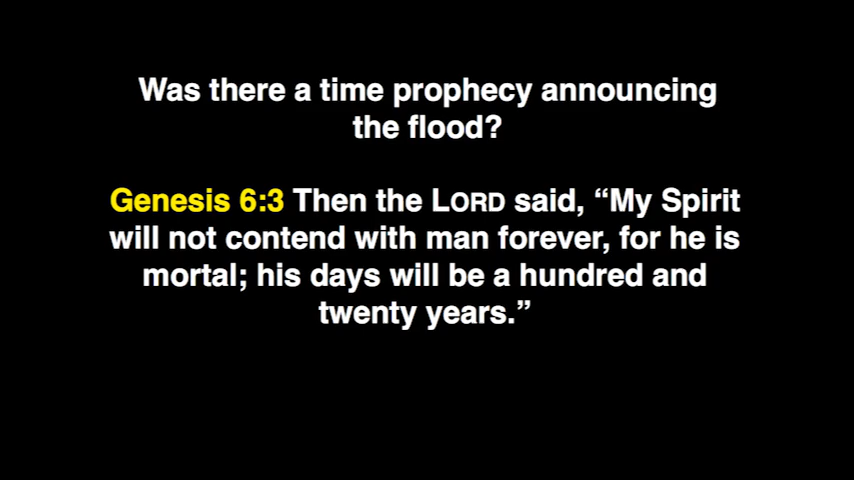 Was there a time prophecy announcing
the flood?
Genesis 6:3 Then the LORD said, “My Spirit
will not contend with man forever, for he is
mortal; his days will be a hundred and
twenty years.”